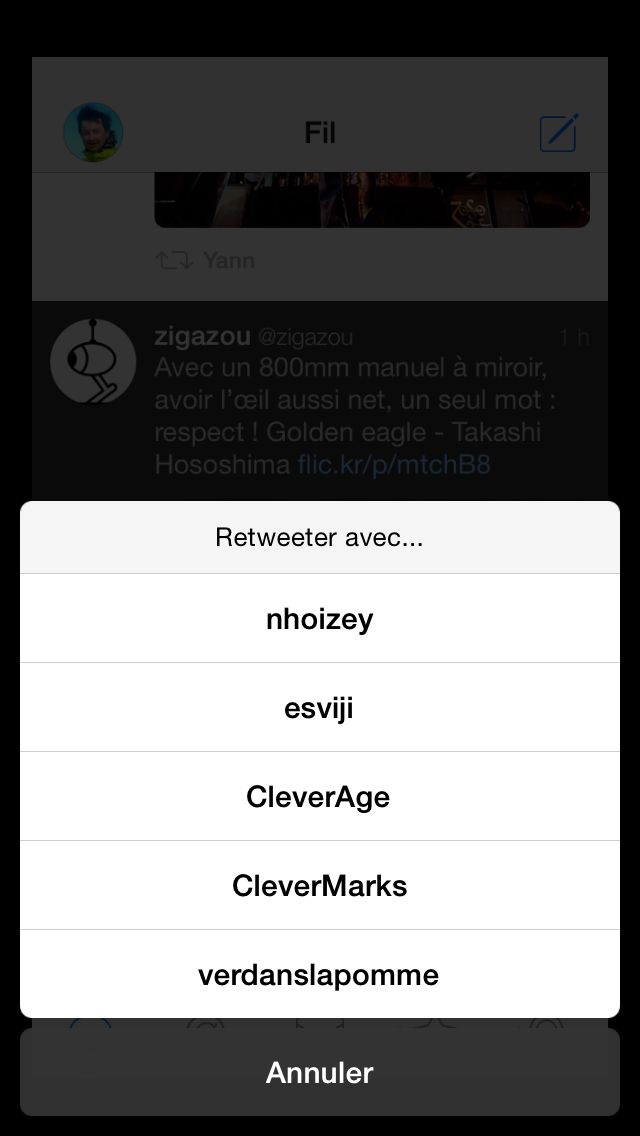 Fil
Yann
zigazou @zigazou 1 h
Avec un 800mm manuel à miroir,
avoir l’œil aussi net, un seul mot :
respect ! Golden eagle - Takashi
Hososhima flic.kr/p/mtchB8
Retweeter avec...
nhoizey
esviji
CleverAge
CleverMarks
verdanslapomme
Annuler